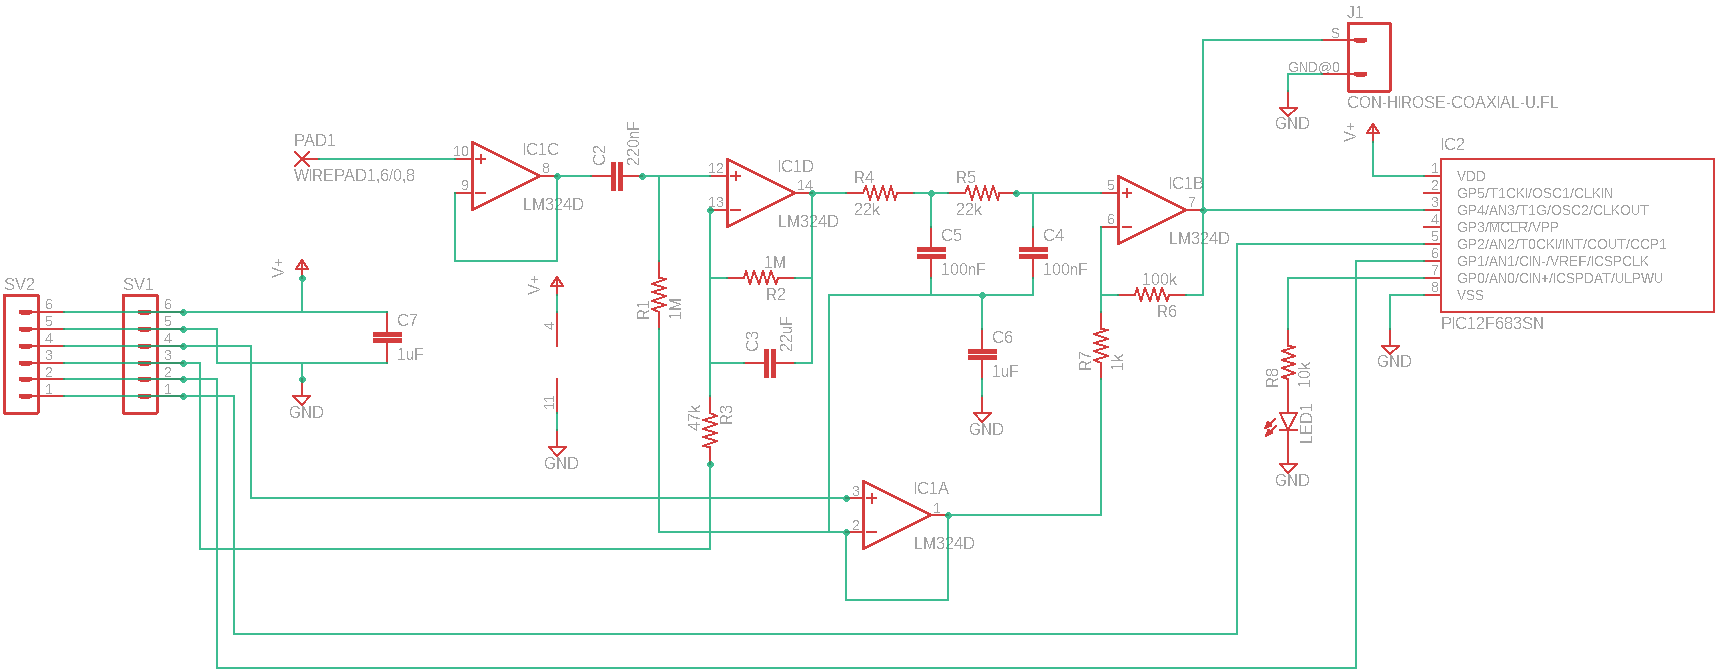 J1
S
GND@0
CON-HIROSE-COAXIAL-U.FL
GND
V+
IC2
1 VDD
2 GP5/T1CKI/OSC1/CLKIN
3 GP4/AN3/T1G/OSC2/CLKOUT
4 GP3/MCLR/VPP
5 GP2/AN2/T0CKI/INT/COUT/CCP1
6 GP1/AN1/CIN-/VREF/ICSPCLK
7 GP0/AN0/CIN+/ICSPDAT/ULPWU
8 VSS
PIC12F683SN
GND
PAD1
WIREPAD1,6/0,8
10
9
8
IC1C
LM324D
C2
220nF
12
13
14
IC1D
LM324D
R4
22k
R5
22k
5
6
7
IC1B
LM324D
C5
100nF
C4
100nF
1M
R2
R1
1M
C3
22uF
100k
R6
C6
1uF
GND
R7
1k
R8
10k
LED1
GND
V+
SV2
6
5
4
3
2
1
SV1
6
5
4
3
2
1
C7
1uF
GND
V+
4
11
GND
47k
R3
3
2
1
IC1A
LM324D